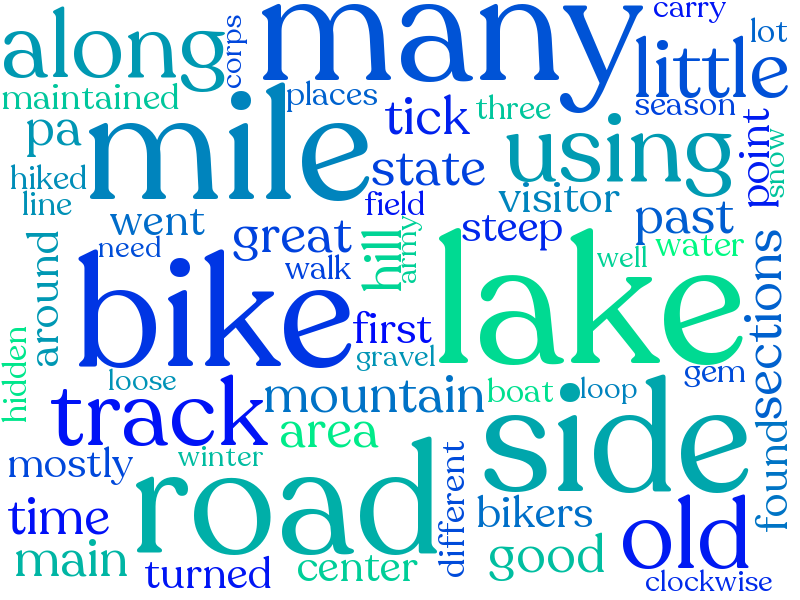 along
corps
many
carry
lot
little
maintained
mile
places
tick
three
season
pa
using
point
snow
state
hiked
line
field
visitor
past
went
great
steep
need
walk
hill
army
well
water
around
bike
lake
sections
first
gravel
hidden
loose
mountain
boat
loop
gem
track
area
side
found
mostly
winter
road
different
time
bikers
old
main
turned
center
good
clockwise